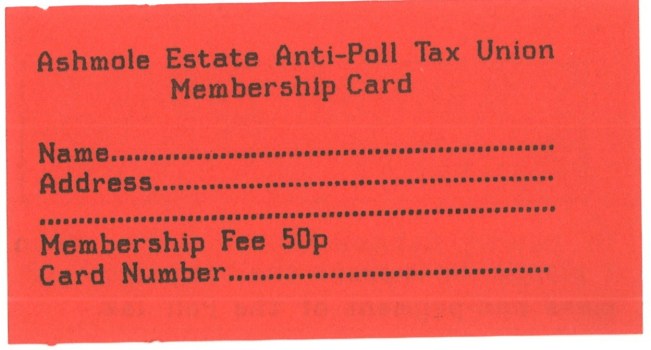 Ashmole Estate Anti-Poll Tax Union
Membership Card
Name..........................................................
Address....................................................
..................................................................
Membership Fee 50p
Card Number..........................................